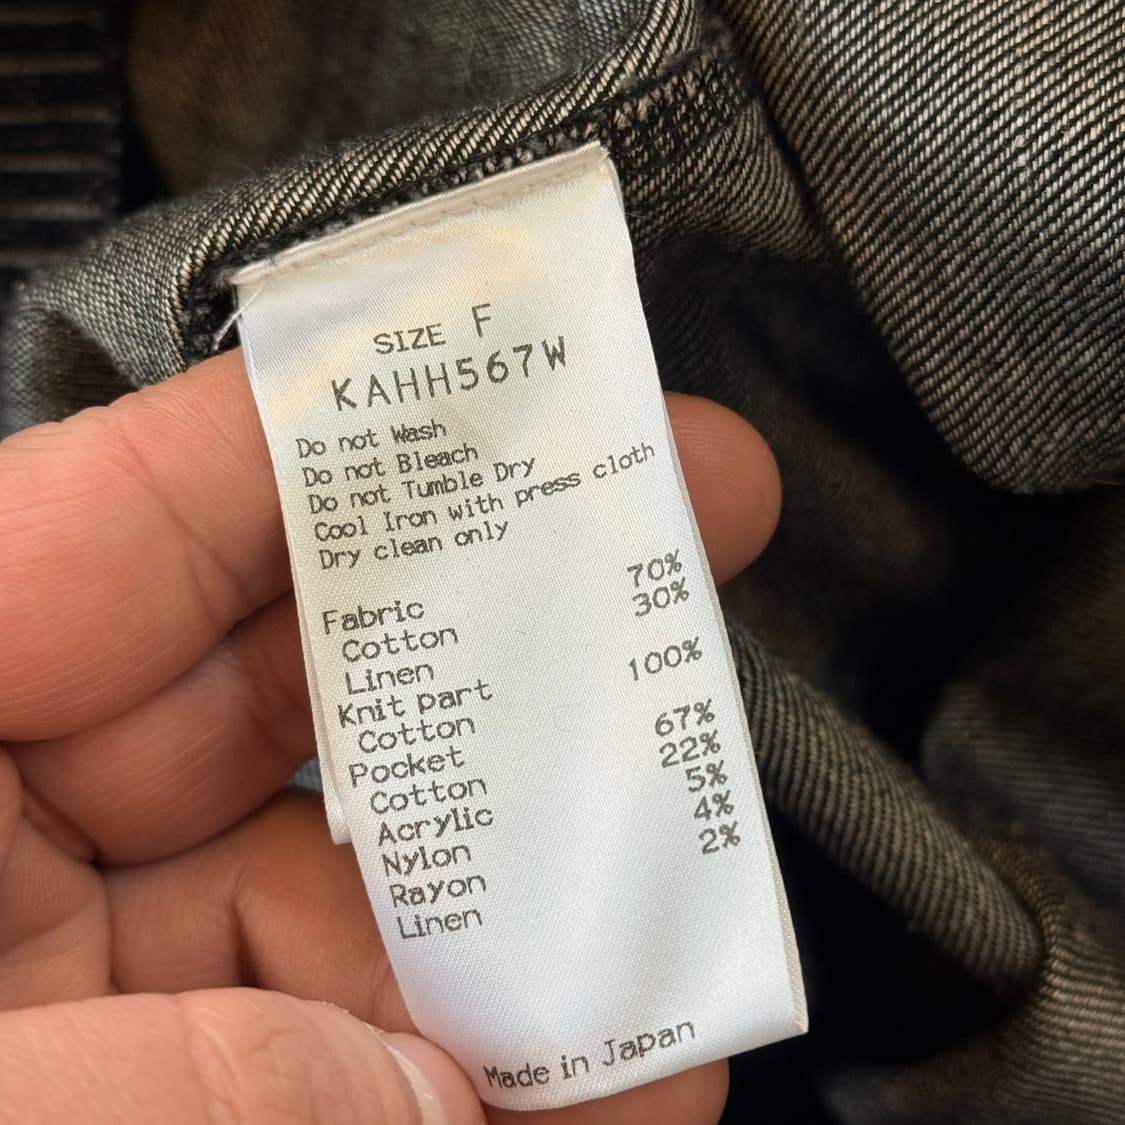 SIZE F
KAHH567W
Do not Wash
Do not Bleach
Do not Tumble Dry
Cool Iron with press cloth
Dry clean only
Fabric
Cotton 70%
Linen 30%
Knit part
Cotton 100%
Pocket
Cotton 67%
Acrylic 22%
Nylon 5%
Rayon 4%
Linen 2%
Made in Japan